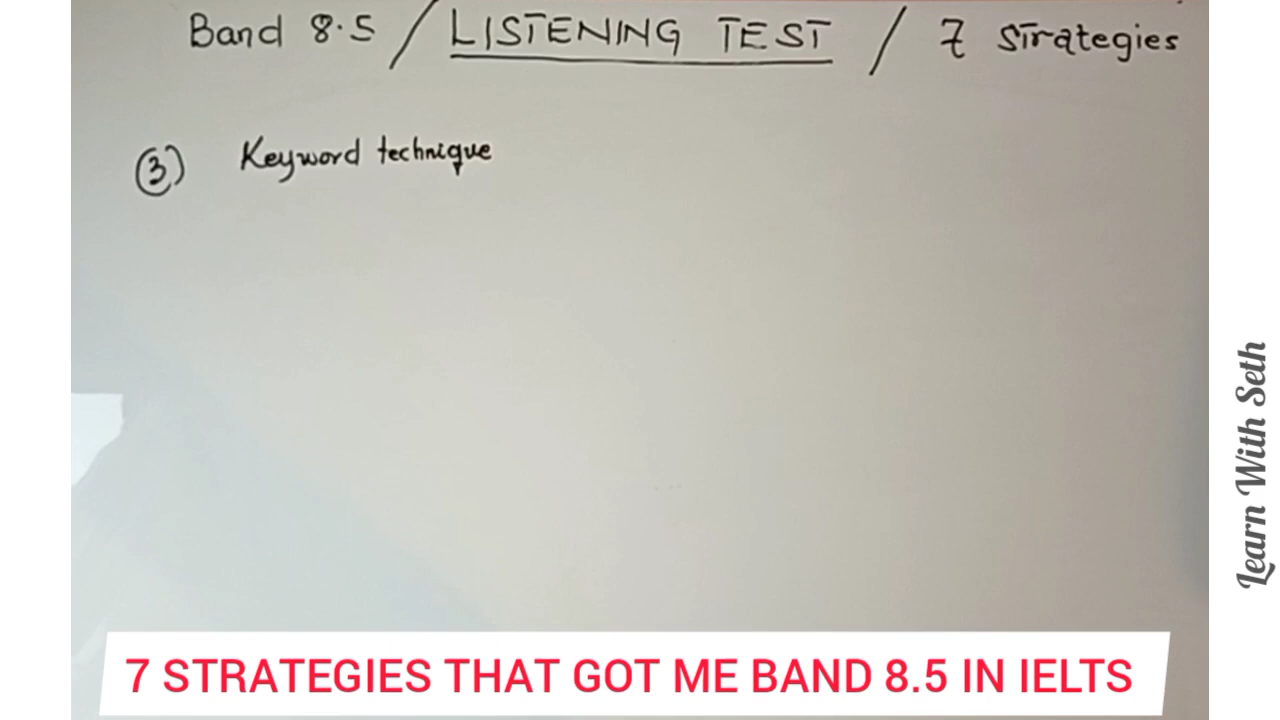 Band 8.5 / LISTENING TEST / 7 Strategies
③ Keyword technique
Learn With Seth
7 STRATEGIES THAT GOT ME BAND 8.5 IN IELTS